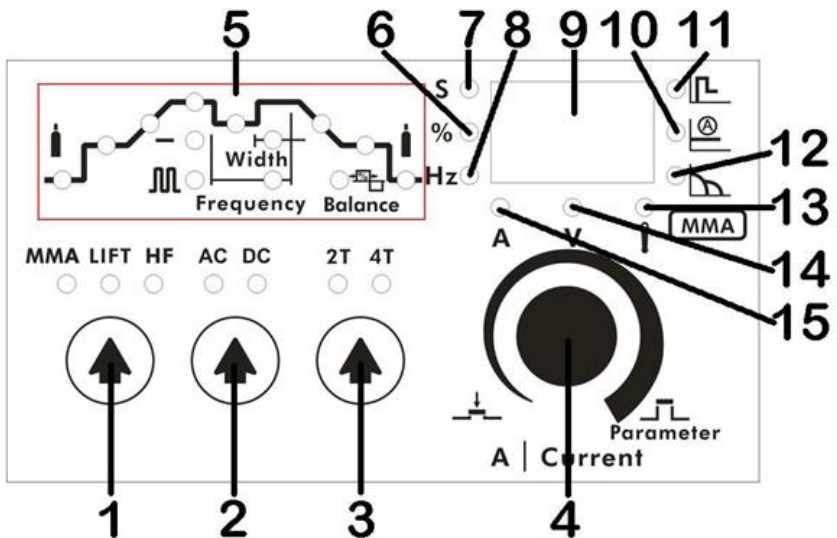 5 6 7 8 9 10 11
S
%
Width
Hz
Frequency Balance
12
13
A V
MMA
14
15
MMA LIFT HF AC DC 2T 4T
Parameter
A | Current
1 2 3 4